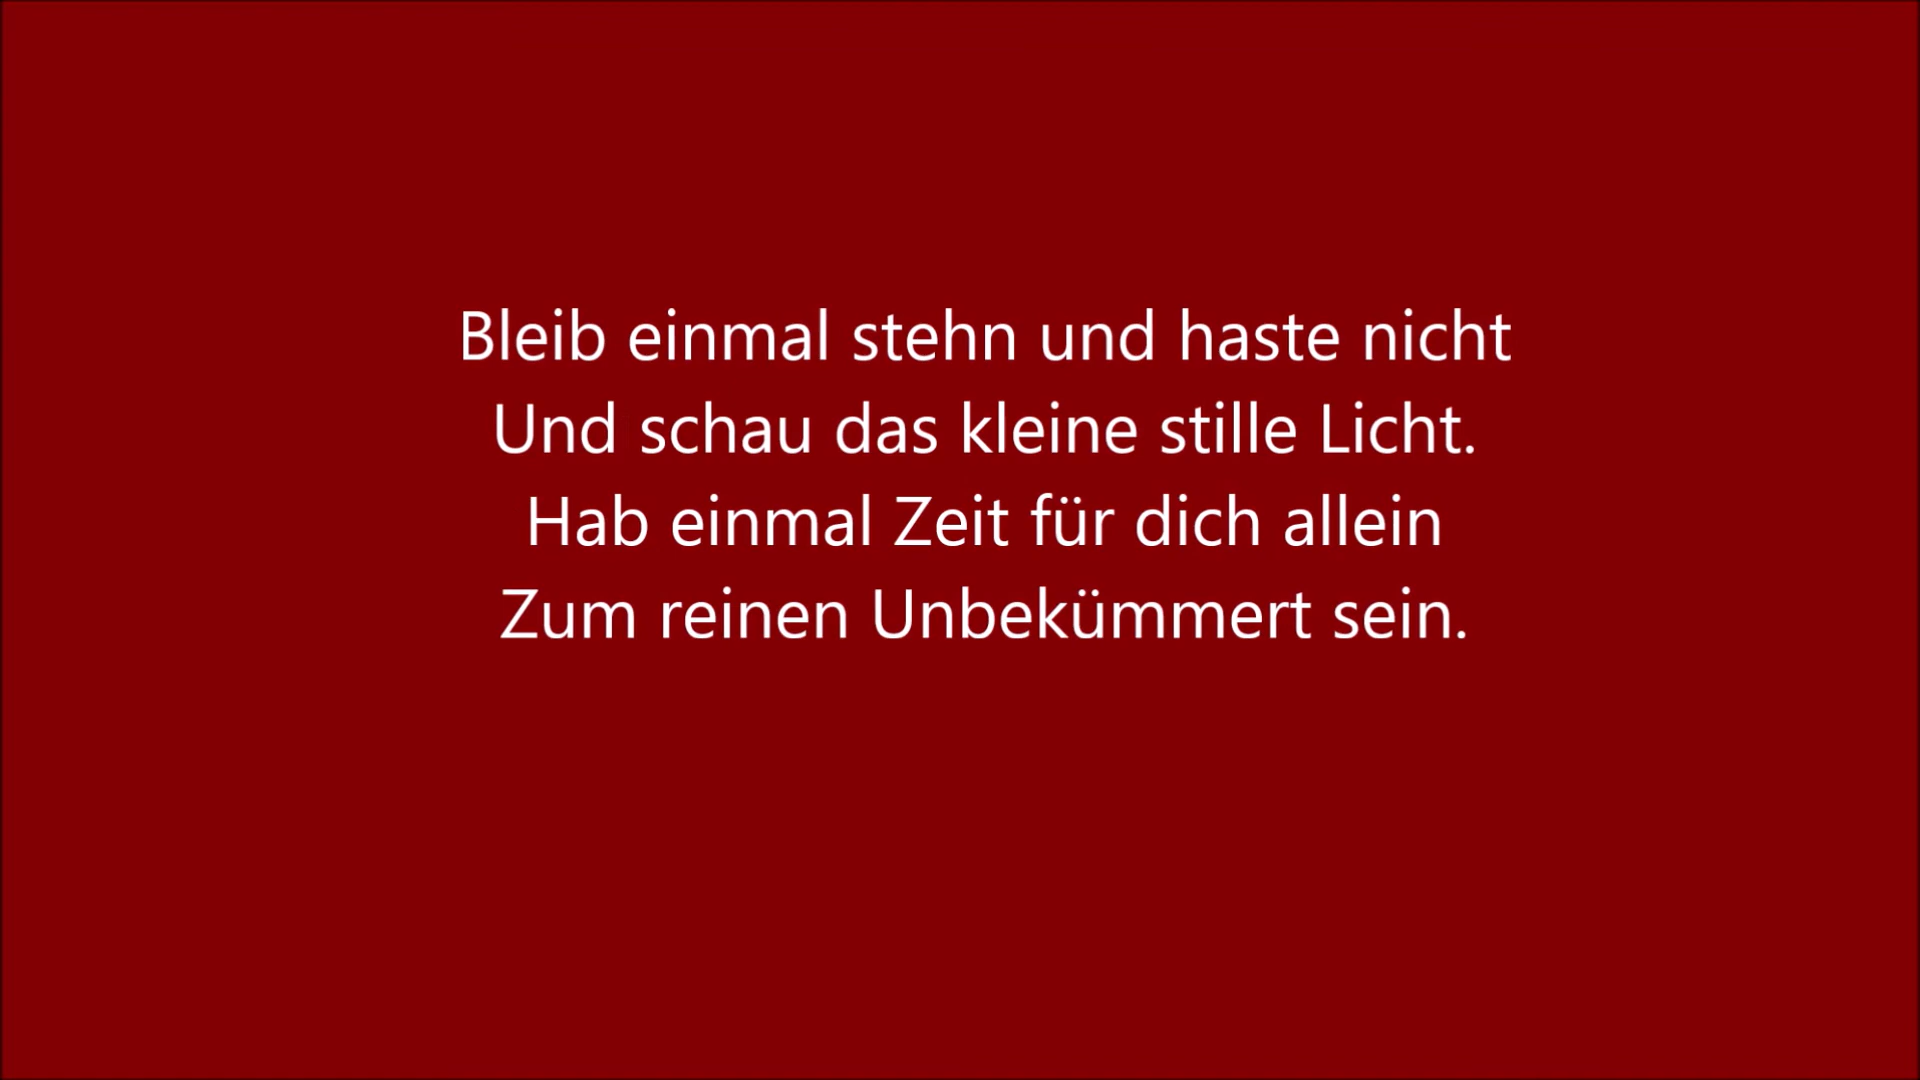 Bleib einmal stehn und haste nicht
Und schau das kleine stille Licht.
Hab einmal Zeit für dich allein
Zum reinen Unbekümmert sein.